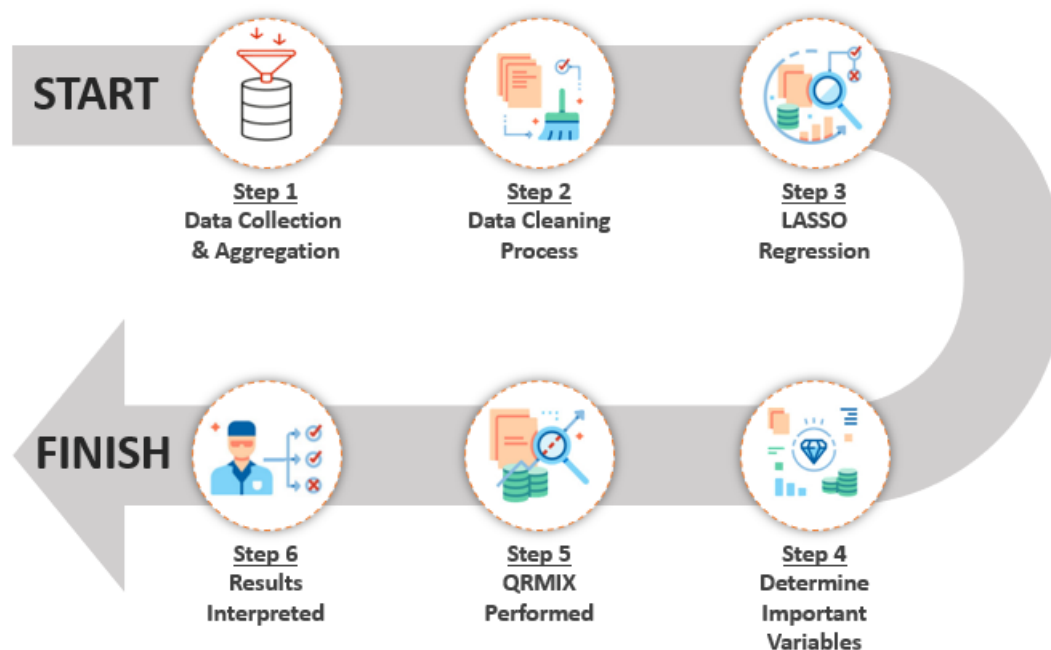 START
Step 1
Data Collection
& Aggregation
Step 2
Data Cleaning
Process
Step 3
LASSO
Regression
Step 4
Determine
Important
Variables
Step 5
QRMIX
Performed
Step 6
Results
Interpreted
FINISH